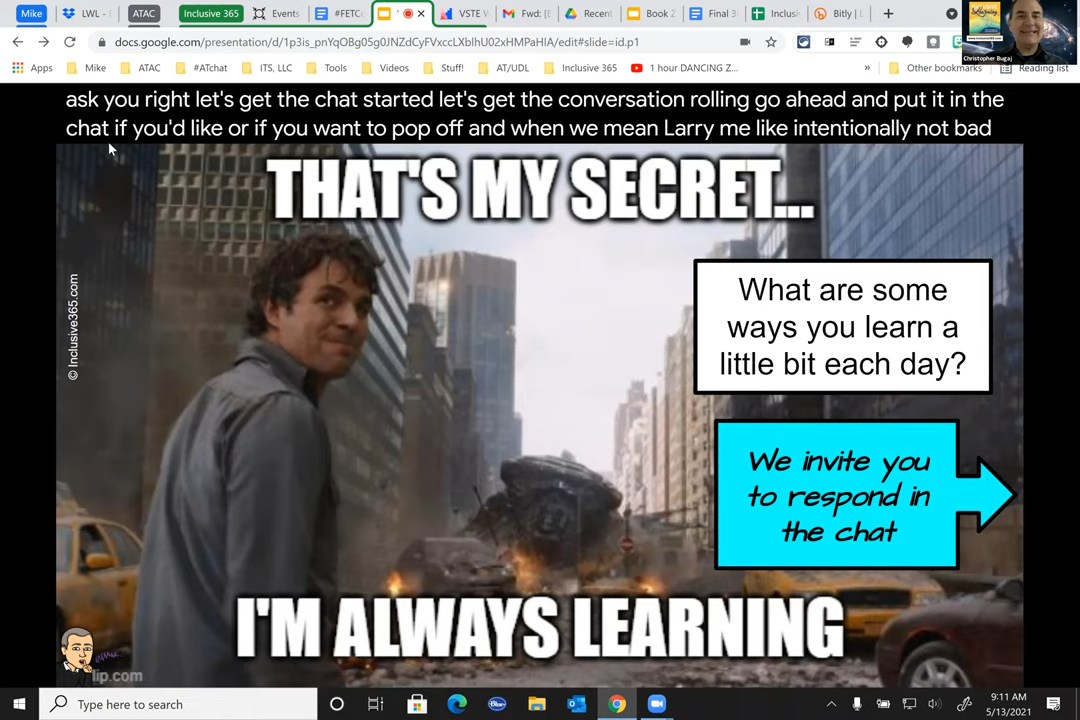 Mike
LWL - E
ATAC
Inclusive 365
Events
#FETC
VSTE W
Fwd: [E
Recent
Book 2
Final 3
Inclusi
Bitly | L
docs.google.com/presentation/
/edit#slide=id.p1
Christopher Bugaj
Apps
Mike
ATAC
#ATchat
ITS, LLC
Tools
Videos
Stuff!
AT/UDL
Inclusive 365
1 hour DANCING Z...
»
Other bookmarks
Reading list
ask you right let's get the chat started let's get the conversation rolling go ahead and put it in the
chat if you'd like or if you want to pop off and when we mean Larry me like intentionally not bad
THAT'S MY SECRET...
© Inclusive365.com
What are some
ways you learn a
little bit each day?
We invite you
to respond in
the chat
I'M ALWAYS LEARNING
lip.com
Type here to search
9:11 AM
5/13/2021